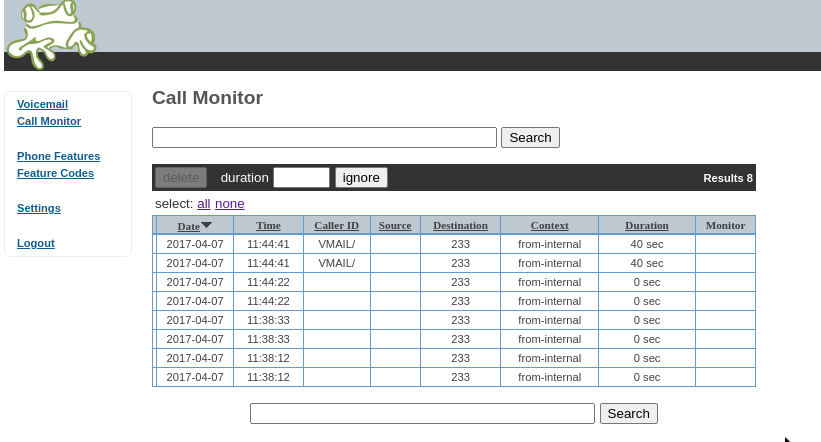 Voicemail
Call Monitor
Phone Features
Feature Codes
Settings
Logout
Call Monitor
Search
delete duration ignore Results 8
select: all none
Date Time Caller ID Source Destination Context Duration Monitor
2017-04-07 11:44:41 VMAIL/ 233 from-internal 40 sec
2017-04-07 11:44:41 VMAIL/ 233 from-internal 40 sec
2017-04-07 11:44:22 233 from-internal 0 sec
2017-04-07 11:44:22 233 from-internal 0 sec
2017-04-07 11:38:33 233 from-internal 0 sec
2017-04-07 11:38:33 233 from-internal 0 sec
2017-04-07 11:38:12 233 from-internal 0 sec
2017-04-07 11:38:12 233 from-internal 0 sec
Search